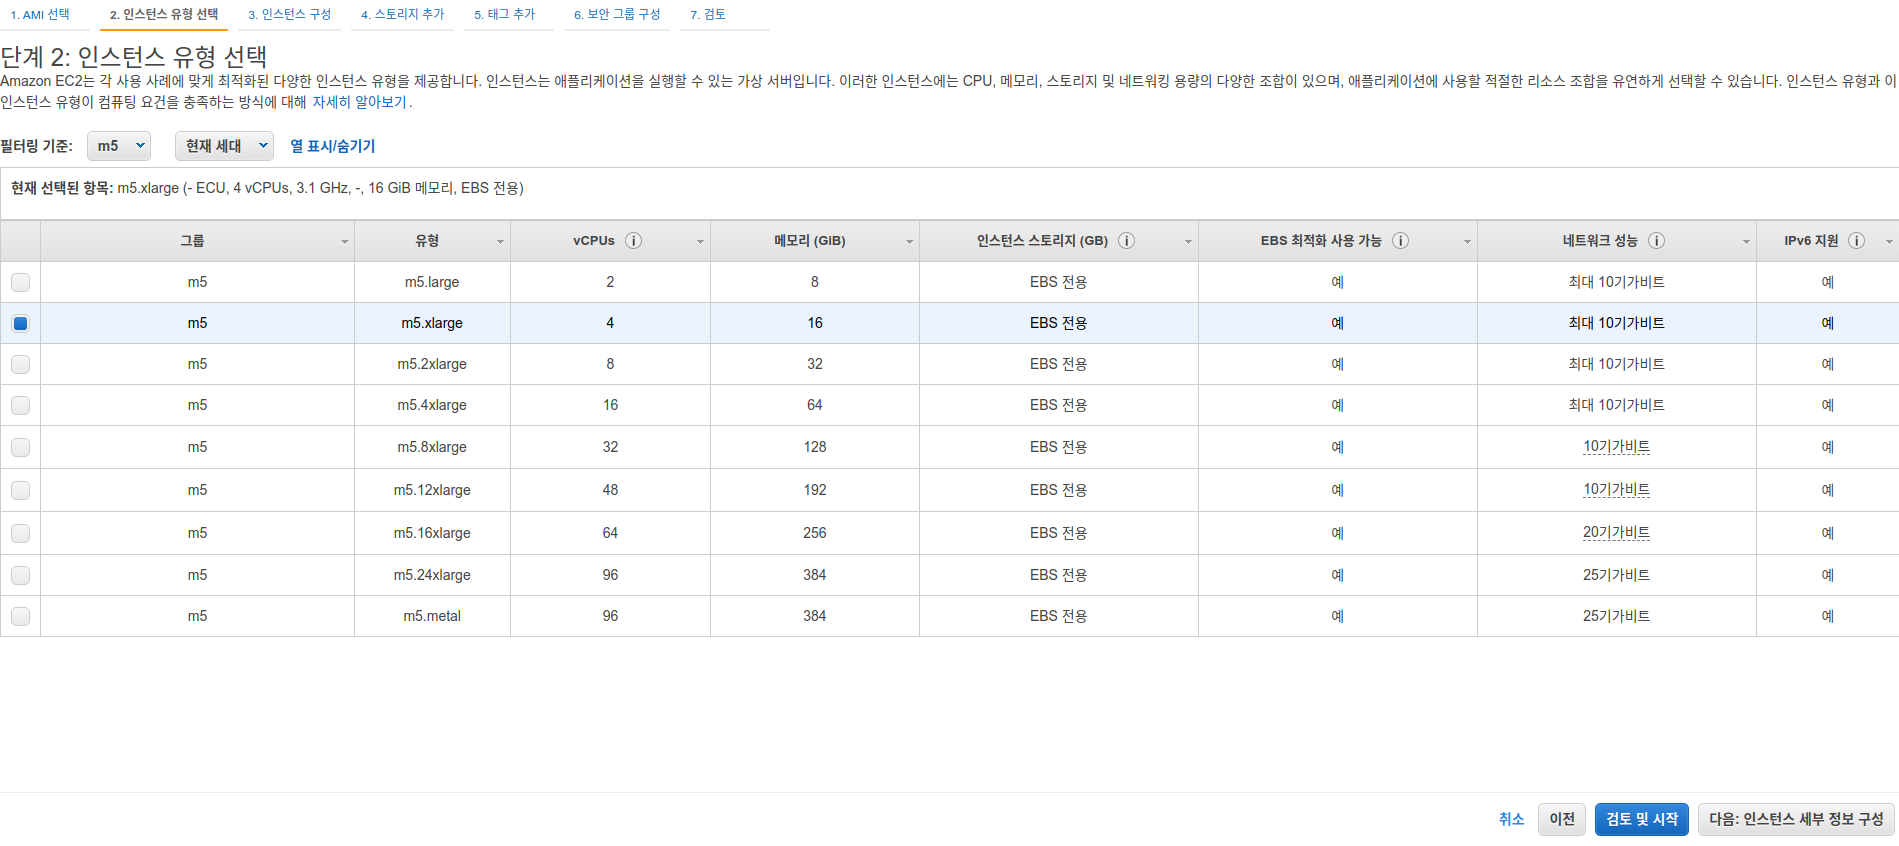 1. AMI 선택 2. 인스턴스 유형 선택 3. 인스턴스 구성 4. 스토리지 추가 5. 태그 추가 6. 보안 그룹 구성 7. 검토
단계 2: 인스턴스 유형 선택
Amazon EC2는 각 사용 사례에 맞게 최적화된 다양한 인스턴스 유형을 제공합니다. 인스턴스는 애플리케이션을 실행할 수 있는 가상 서버입니다. 이러한 인스턴스에는 CPU, 메모리, 스토리지 및 네트워킹 용량의 다양한 조합이 있으며, 애플리케이션에 사용할 적절한 리소스 조합을 유연하게 선택할 수 있습니다. 인스턴스 유형과 이
인스턴스 유형이 컴퓨팅 요건을 충족하는 방식에 대해 자세히 알아보기.
필터링 기준: m5 현재 세대 열 표시/숨기기
현재 선택된 항목: m5.xlarge (- ECU, 4 vCPUs, 3.1 GHz, -, 16 GiB 메모리, EBS 전용)
그룹 유형 vCPUs i 메모리 (GiB) 인스턴스 스토리지 (GB) i EBS 최적화 사용 가능 i 네트워크 성능 i IPv6 지원 i
m5 m5.large 2 8 EBS 전용 예 최대 10기가비트 예
m5 m5.xlarge 4 16 EBS 전용 예 최대 10기가비트 예
m5 m5.2xlarge 8 32 EBS 전용 예 최대 10기가비트 예
m5 m5.4xlarge 16 64 EBS 전용 예 최대 10기가비트 예
m5 m5.8xlarge 32 128 EBS 전용 예 10기가비트 예
m5 m5.12xlarge 48 192 EBS 전용 예 10기가비트 예
m5 m5.16xlarge 64 256 EBS 전용 예 20기가비트 예
m5 m5.24xlarge 96 384 EBS 전용 예 25기가비트 예
m5 m5.metal 96 384 EBS 전용 예 25기가비트 예
취소 이전 검토 및 시작 다음: 인스턴스 세부 정보 구성